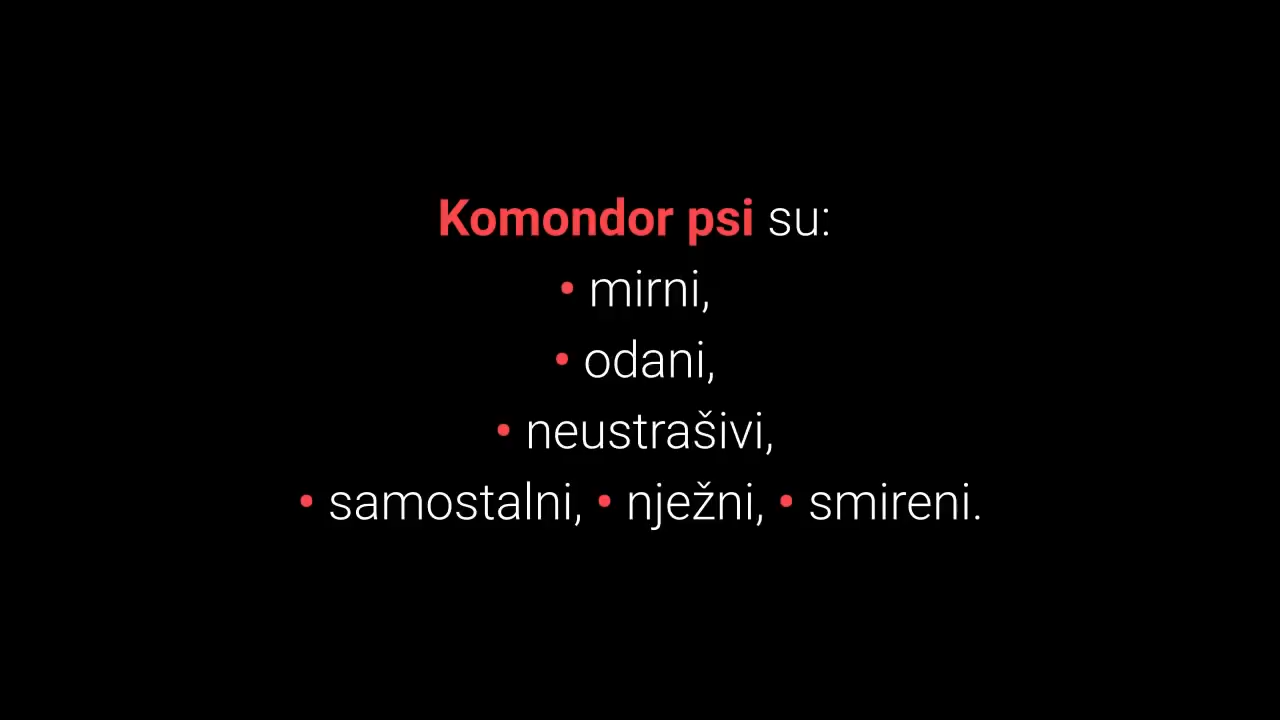 Komondor psi su:
• mirni,
• odani,
• neustrašivi,
• samostalni, • nježni, • smireni.